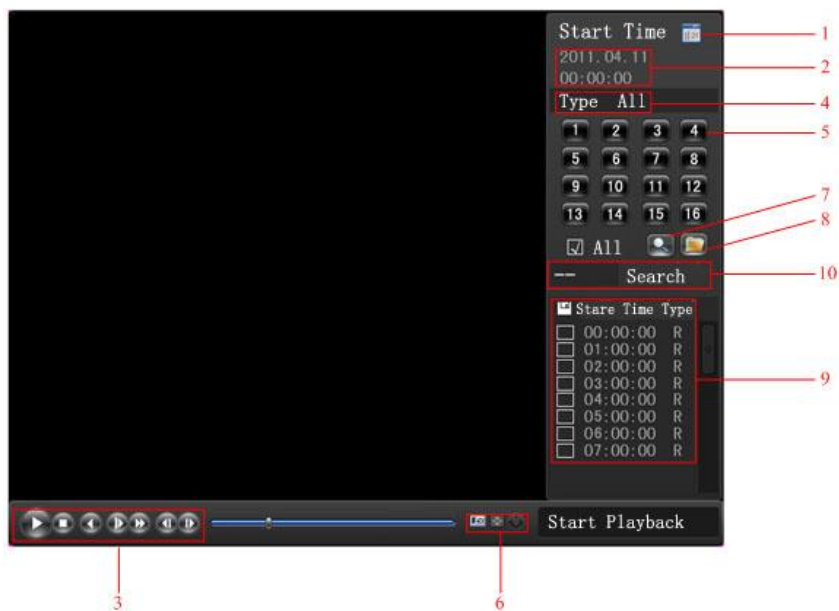 Start Time
1
2011.04.11
2
00:00:00
Type All
4
1 2 3 4
5
5 6 7 8
9 10 11 12
7
13 14 15 16
8
All
-- Search
10
Stare Time Type
00:00:00 R
01:00:00 R
02:00:00 R
03:00:00 R
9
04:00:00 R
05:00:00 R
06:00:00 R
07:00:00 R
Start Playback
3
6